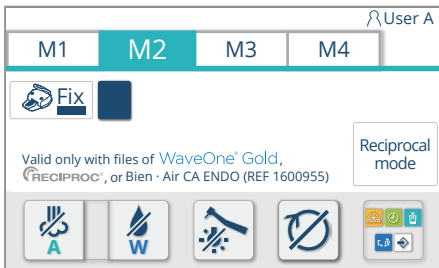 User A
M1 M2 M3 M4
Fix
Valid only with files of WaveOne® Gold,
RECIPROC®, or Bien · Air CA ENDO (REF 1600955)
Reciprocal
mode
A W